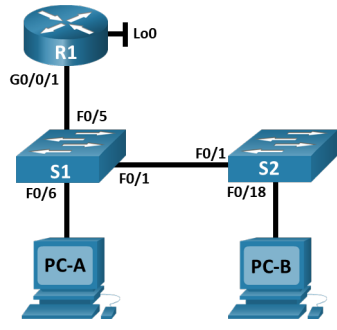 R1
Lo0
G0/0/1
F0/5
S1
F0/1
F0/1
S2
F0/6
F0/18
PC-A
PC-B